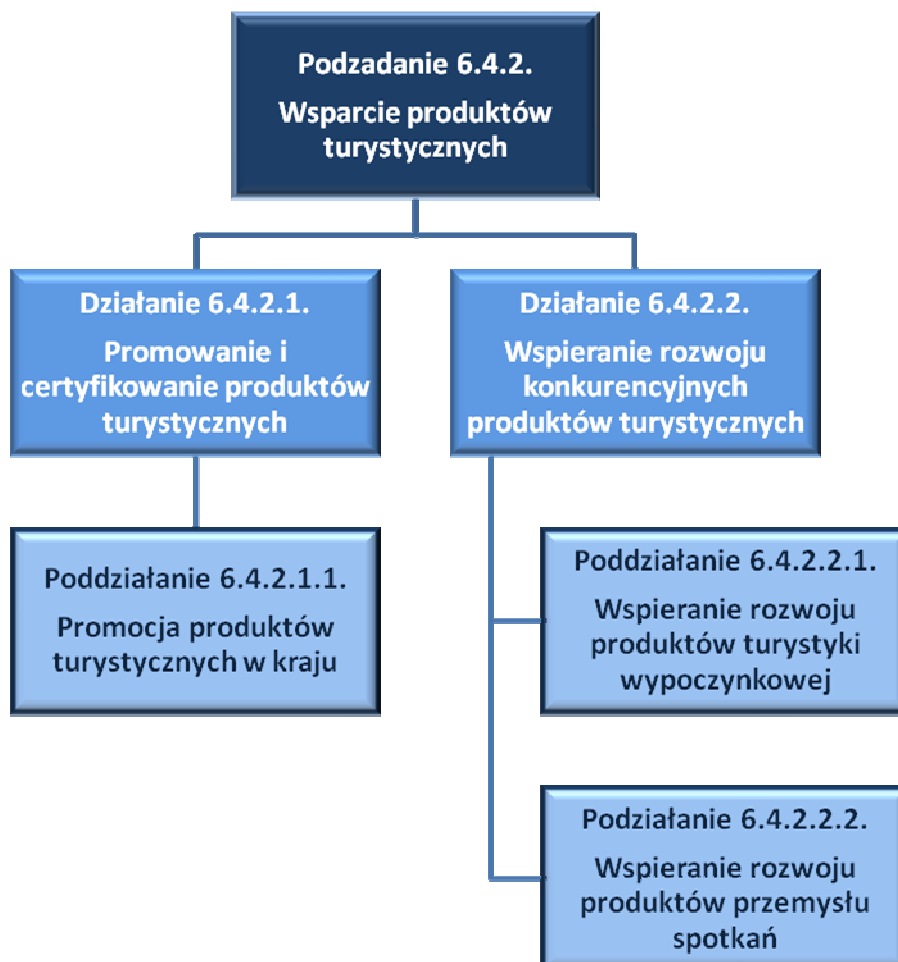 Podzadanie 6.4.2.
Wsparcie produktów
turystycznych
Działanie 6.4.2.1.
Promowanie i
certyfikowanie produktów
turystycznych
Działanie 6.4.2.2.
Wspieranie rozwoju
konkurencyjnych
produktów turystycznych
Poddziałanie 6.4.2.1.1.
Promocja produktów
turystycznych w kraju
Poddziałanie 6.4.2.2.1.
Wspieranie rozwoju
produktów turystyki
wypoczynkowej
Podziałanie 6.4.2.2.2.
Wspieranie rozwoju
produktów przemysłu
spotkań